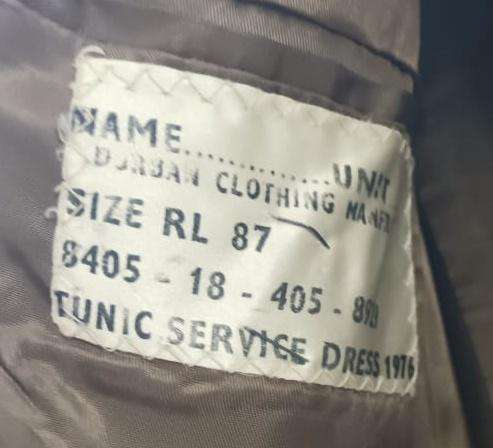 NAME..............UNIT
DURBAN CLOTHING
SIZE RL 87
8405 - 18 - 405 -
TUNIC SERVICE DRESS 1976